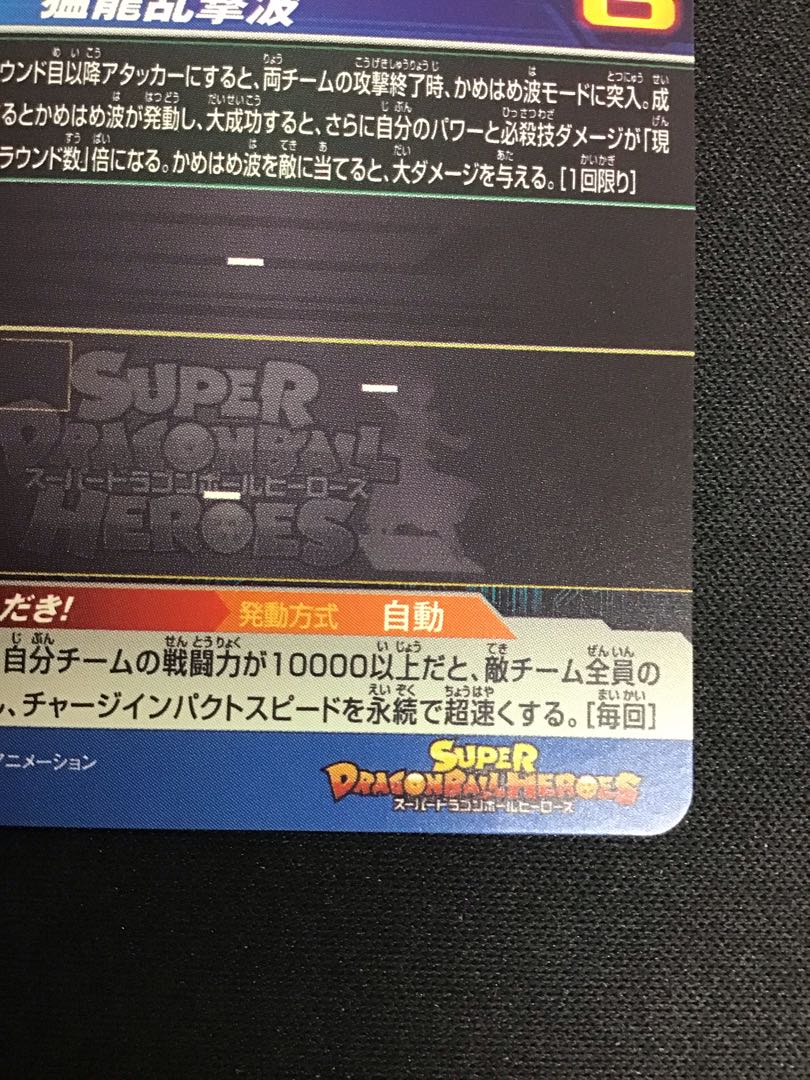 猛龍乱撃波
6
ウンド目以降アタッカーにすると、両チームの攻撃終了時、かめはめ波モードに突入。成
るとかめはめ波が発動し、大成功すると、さらに自分のパワーと必殺技ダメージが「現
ラウンド数」倍になる。かめはめ波を敵に当てると、大ダメージを与える。[1回限り]
SUPER
DRAGONBALL
スーパードラゴンボールヒーローズ
HEROES
だき!
発動方式 自動
自分チームの戦闘力が10000以上だと、敵チーム全員の
、チャージインパクトスピードを永続で超速くする。[毎回]
アニメーション
SUPER
DRAGONBALL HEROES
スーパードラゴンボールヒーローズ